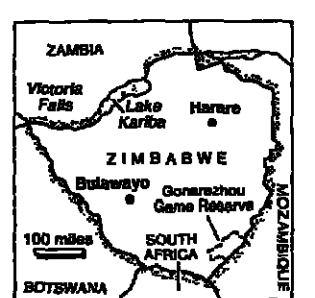 ZAMBIA
Victoria
Falls
Lake
Kariba
Harare
ZIMBABWE
Bulawayo
Gonarezhou
Game Reserve
MOZAMBIQUE
100 miles
SOUTH
AFRICA
BOTSWANA